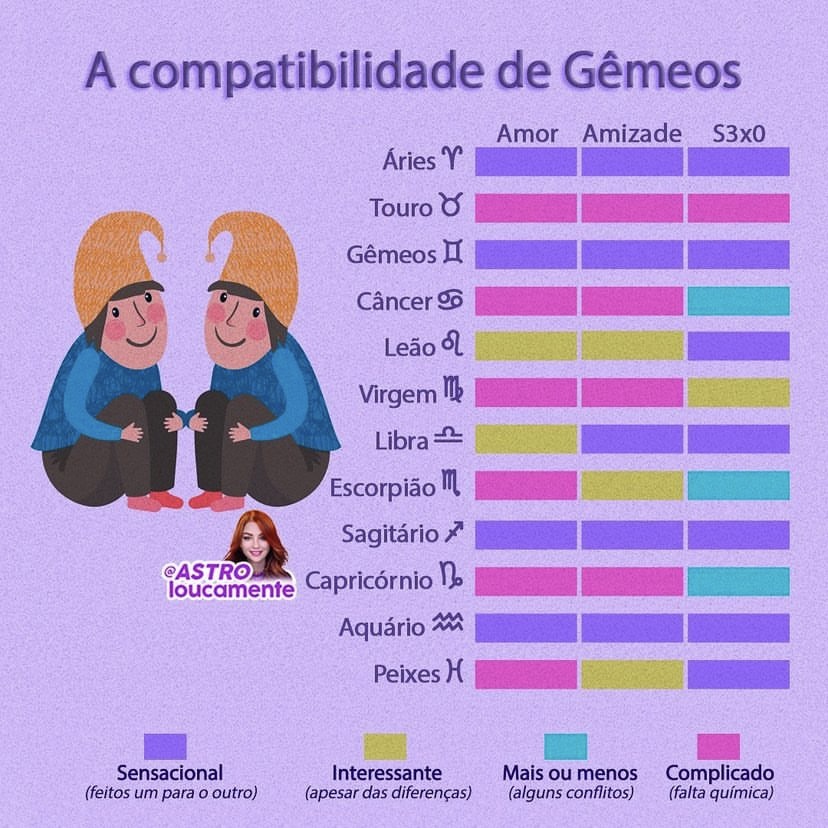 A compatibilidade de Gêmeos
Amor Amizade S3x0
Áries ♈
Touro ♉
Gêmeos ♊
Câncer ♋
Leão ♌
Virgem ♍
Libra ♎
Escorpião ♏
Sagitário ♐
Capricórnio ♑
Aquário ♒
Peixes ♓
@ASTRO
loucamente
Sensacional
(feitos um para o outro)
Interessante
(apesar das diferenças)
Mais ou menos
(alguns conflitos)
Complicado
(falta química)